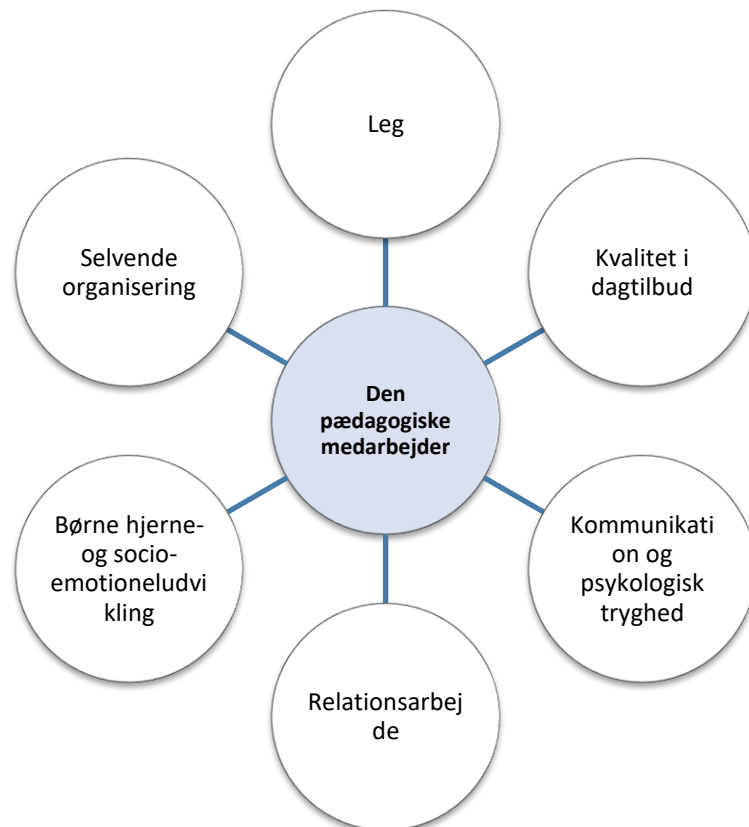 Leg
Selvende
organisering
Kvalitet i
dagtilbud
Den
pædagogiske
medarbejder
Børne hjerne-
og socio-
emotioneludvi
kling
Kommunikati
on og
psykologisk
tryghed
Relationsarbej
de